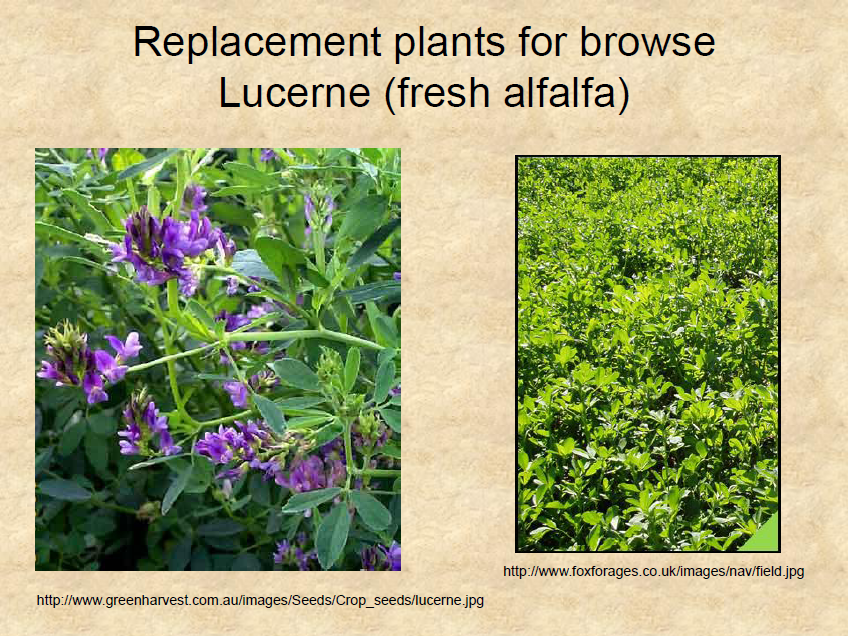 Replacement plants for browse
Lucerne (fresh alfalfa)
http://www.foxforages.co.uk/images/nav/field.jpg
http://www.greenharvest.com.au/images/Seeds/Crop_seeds/lucerne.jpg